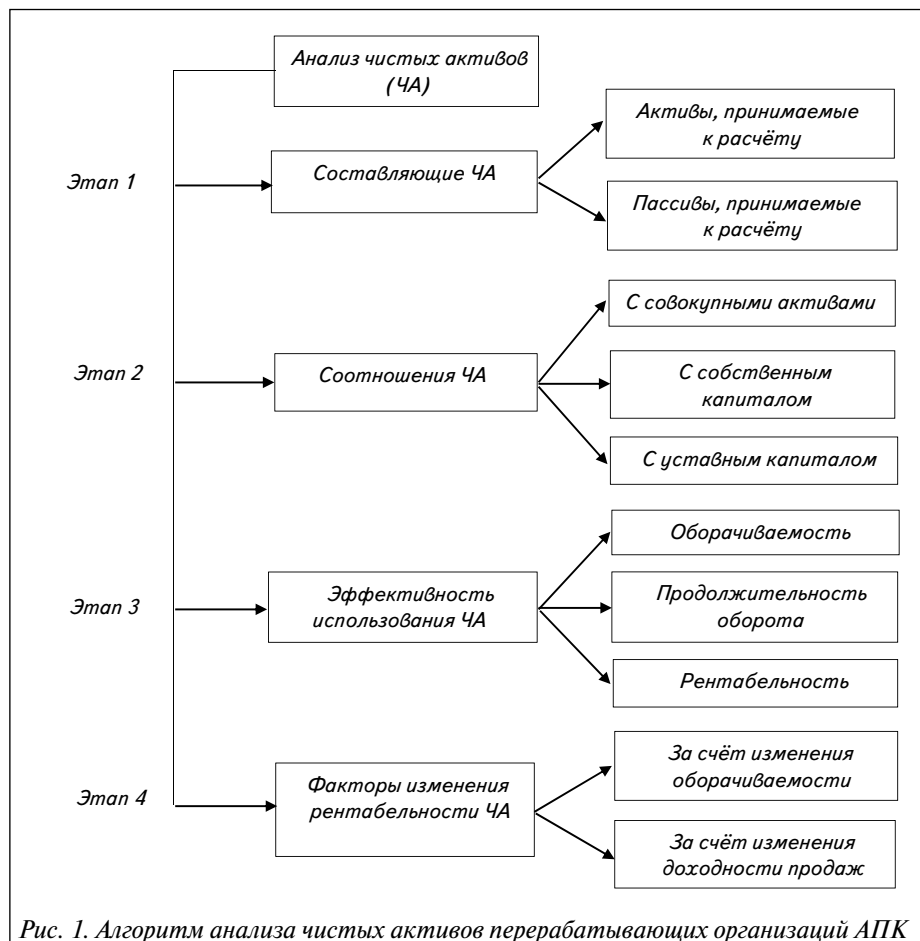 Анализ чистых активов
(ЧА)
Активы, принимаемые
к расчёту
Этап 1
Составляющие ЧА
Пассивы, принимаемые
к расчёту
С совокупными активами
Этап 2
Соотношения ЧА
С собственным
капиталом
С уставным капиталом
Оборачиваемость
Этап 3
Эффективность
использования ЧА
Продолжительность
оборота
Рентабельность
За счёт изменения
оборачиваемости
Этап 4
Факторы изменения
рентабельности ЧА
За счёт изменения
доходности продаж
Рис. 1. Алгоритм анализа чистых активов перерабатывающих организаций АПК